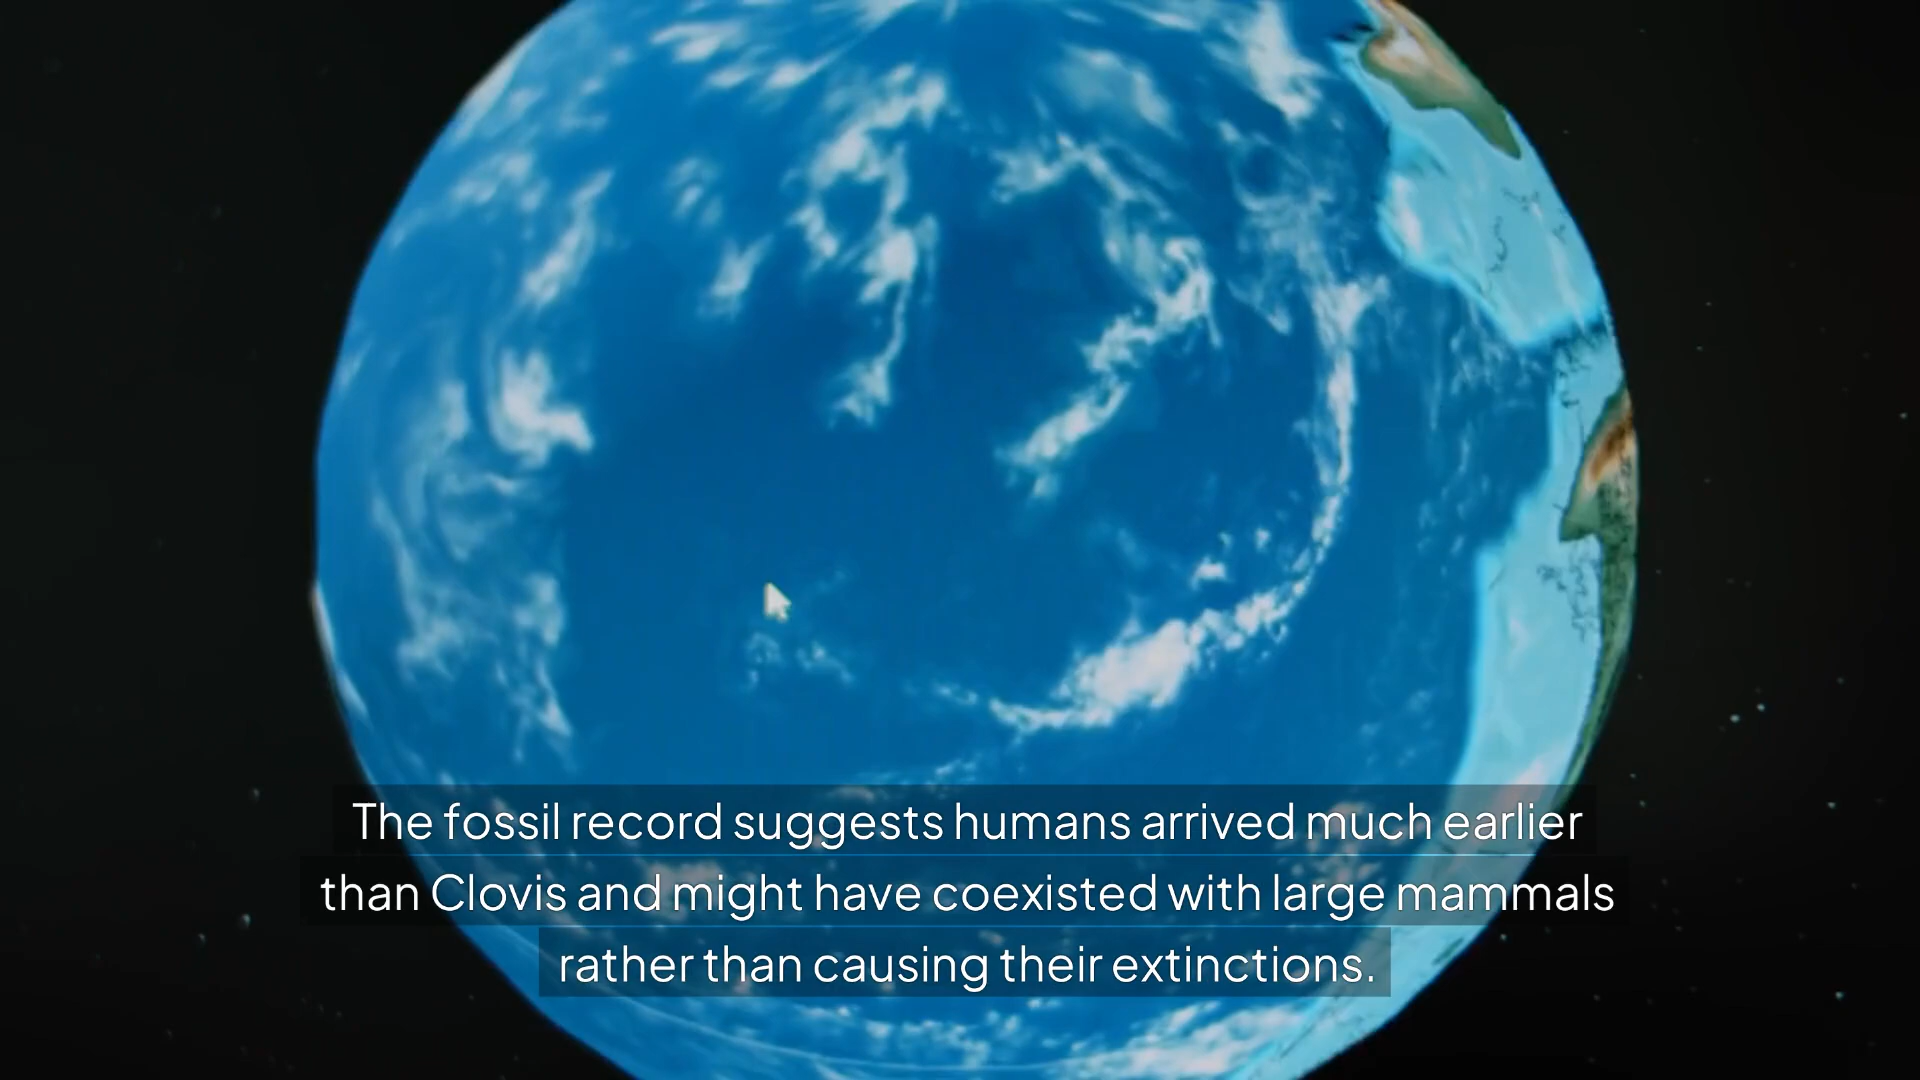 The fossil record suggests humans arrived much earlier
than Clovis and might have coexisted with large mammals
rather than causing their extinctions.